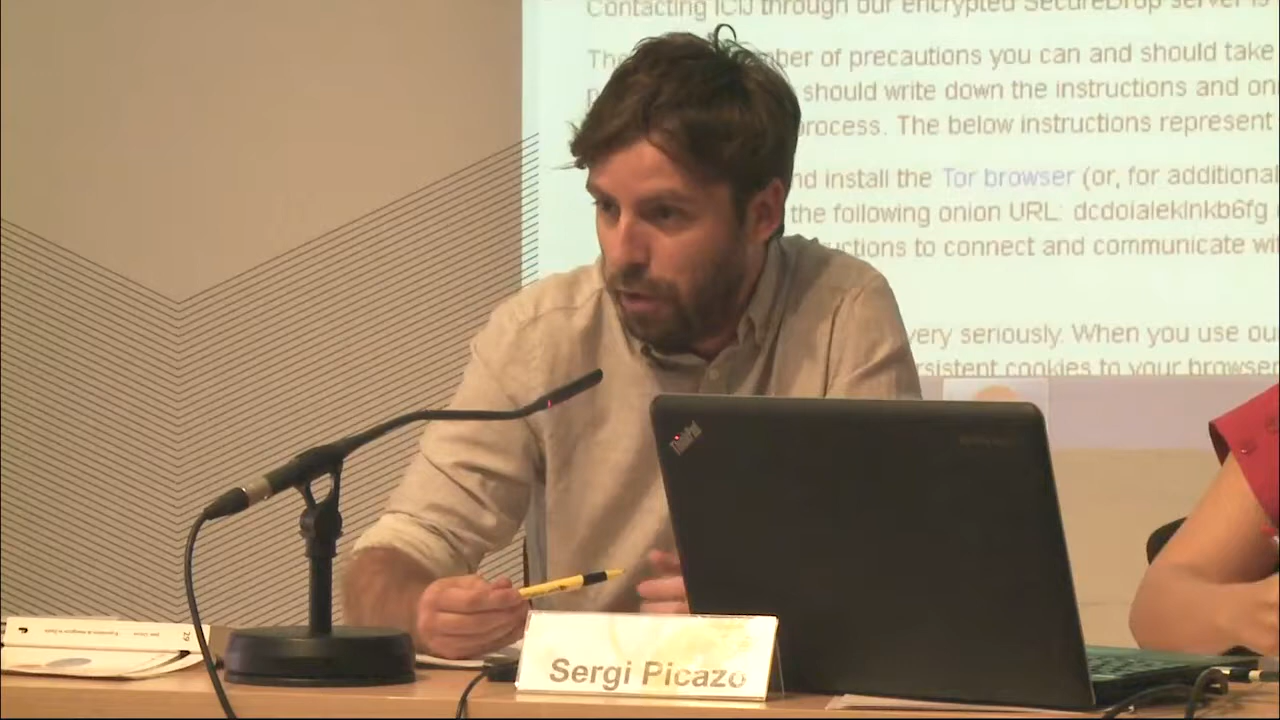 Contacting ICIJ through our encrypted SecureDrop server is
The mber of precautions you can and should take
should write down the instructions and on
process. The below instructions represent
nd install the Tor browser (or, for additional
the following onion URL: dcdoialeklnkb6fg
uctions to connect and communicate wi
very seriously. When you use ou
rsistent cookies to your browser
ThinkPad
29
Sergi Picazo